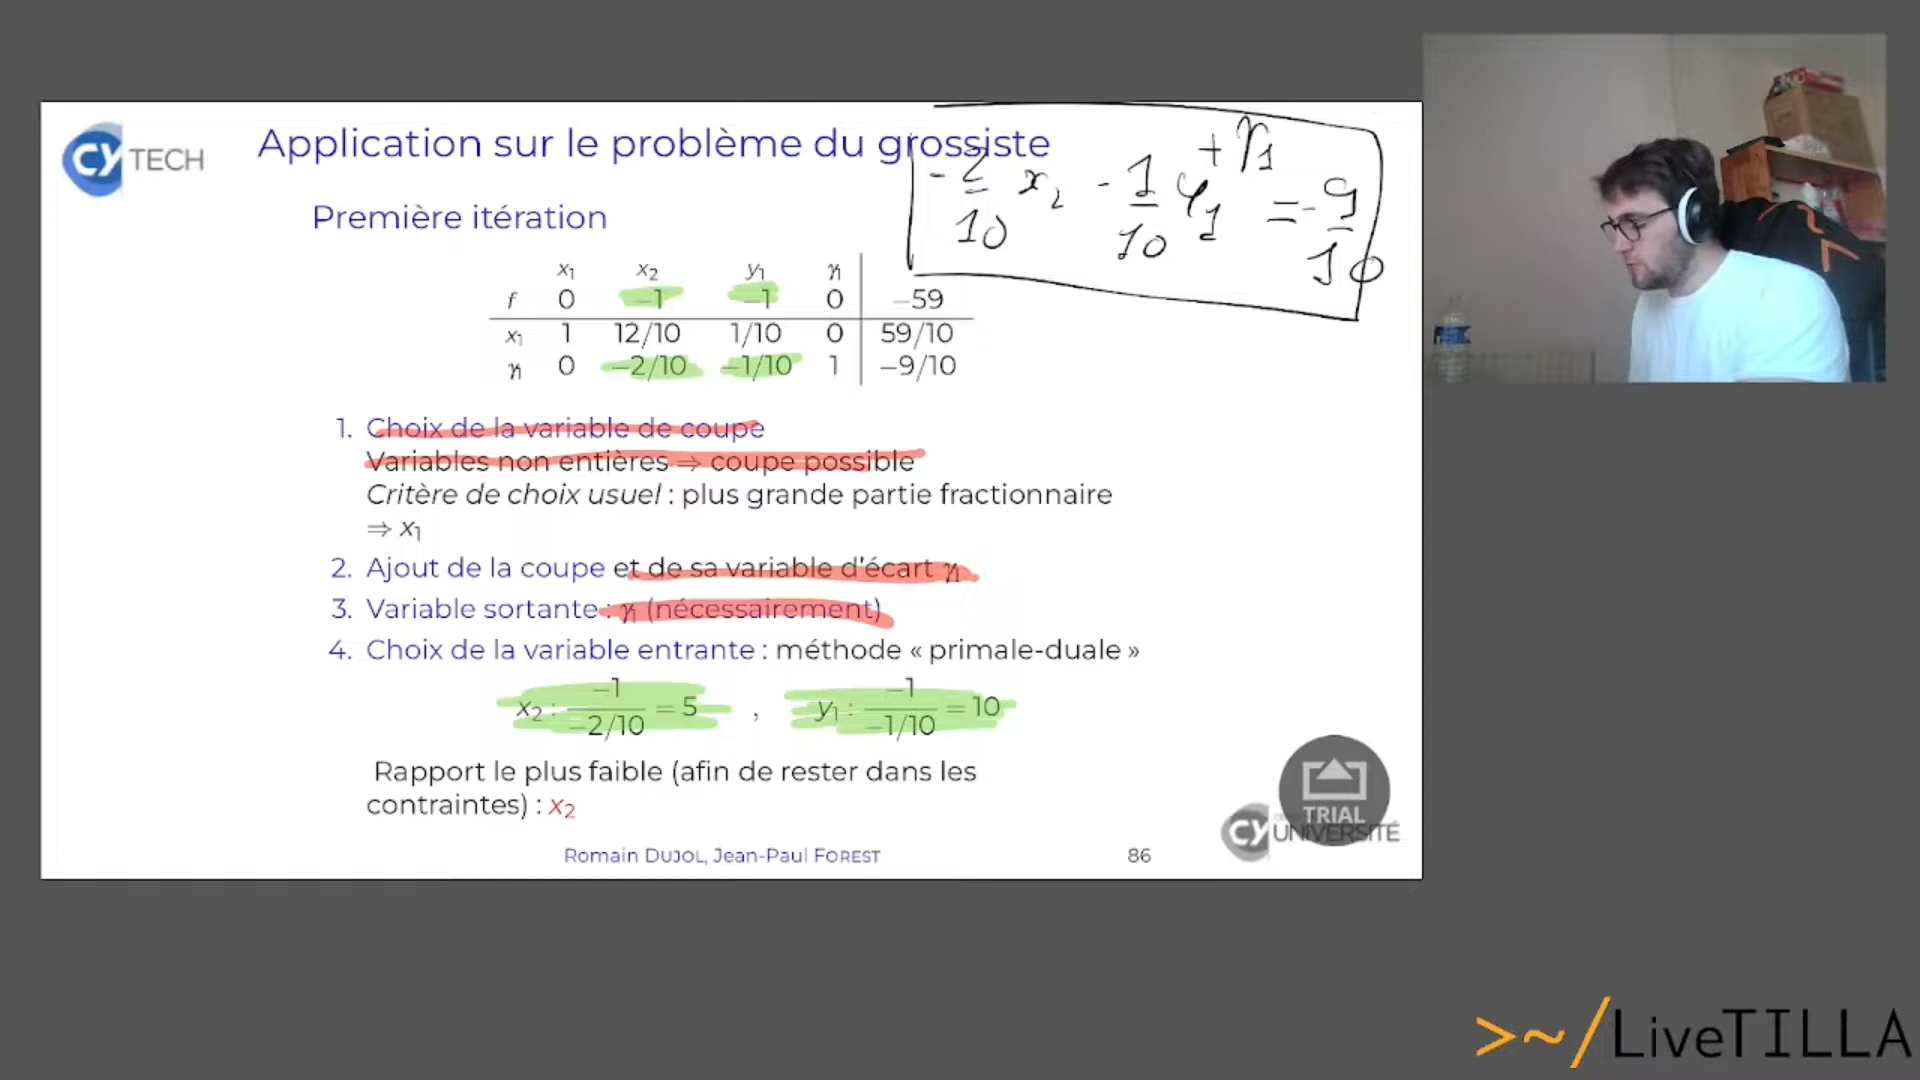 CY TECH
Application sur le problème du grossiste
Première itération
x₁ x₂ y₁ γ₁
f 0 −1 −1 0 −59
x₁ 1 12/10 1/10 0 59/10
γ₁ 0 −2/10 −1/10 1 −9/10
- 2/10 x₂ - 1/10 y₁ + γ₁ = - 9/10
1. Choix de la variable de coupe
Variables non entières ⇒ coupe possible
Critère de choix usuel : plus grande partie fractionnaire
⇒ x₁
2. Ajout de la coupe et de sa variable d'écart γ₁
3. Variable sortante : γ₁ (nécessairement)
4. Choix de la variable entrante : méthode « primale-duale »
x₂ : −1/−2/10 = 5 , y₁ : −1/−1/10 = 10
Rapport le plus faible (afin de rester dans les
contraintes) : x₂
TRIAL
CY UNIVERSITÉ
Romain DUJOL, Jean-Paul FOREST 86
>~/LiveTILLA